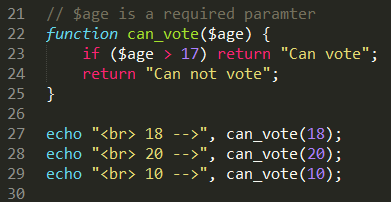 21 // $age is a required paramter
22 function can_vote($age) {
23     if ($age > 17) return "Can vote";
24     return "Can not vote";
25 }
26
27 echo "<br> 18 -->", can_vote(18);
28 echo "<br> 20 -->", can_vote(20);
29 echo "<br> 10 -->", can_vote(10);
30